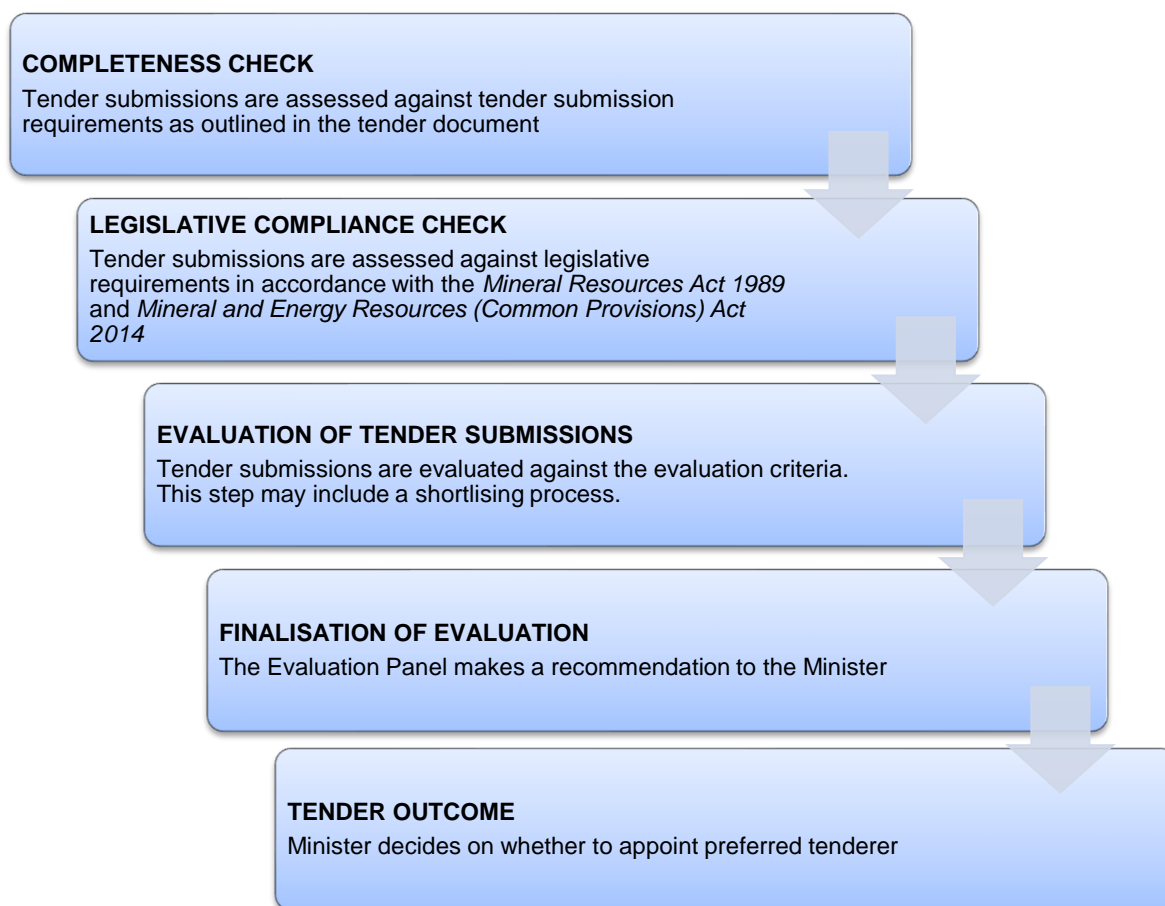 COMPLETENESS CHECK
Tender submissions are assessed against tender submission
requirements as outlined in the tender document
LEGISLATIVE COMPLIANCE CHECK
Tender submissions are assessed against legislative
requirements in accordance with the Mineral Resources Act 1989
and Mineral and Energy Resources (Common Provisions) Act
2014
EVALUATION OF TENDER SUBMISSIONS
Tender submissions are evaluated against the evaluation criteria.
This step may include a shortlising process.
FINALISATION OF EVALUATION
The Evaluation Panel makes a recommendation to the Minister
TENDER OUTCOME
Minister decides on whether to appoint preferred tenderer